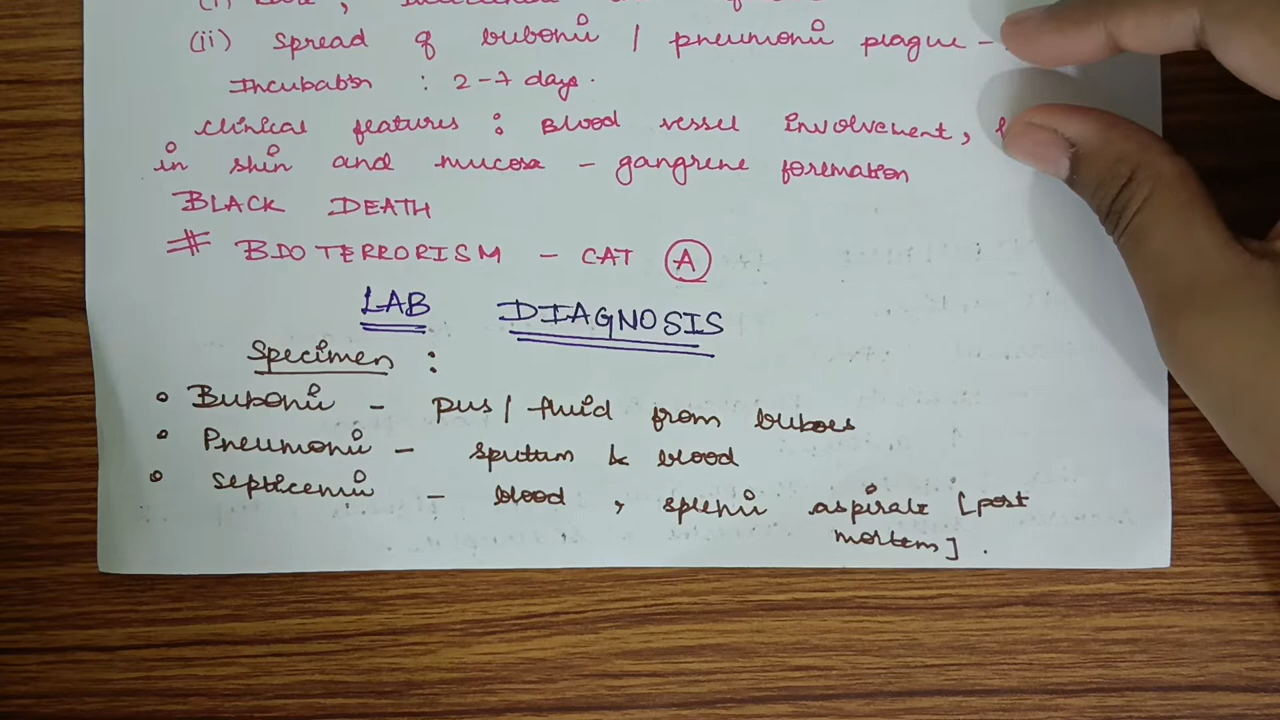 (ii) spread of bubonic / pneumonic plague -
Incubatn : 2-7 days.
clinical features : Blood vessel involvement,
in skin and mucosa - gangrene formation
BLACK DEATH
# BIOTERRORISM - CAT A
LAB DIAGNOSIS
Specimen :
• Bubonic - pus / fluid from buboes
• Pneumonic - sputum & blood
• septicemic - blood, splenic aspirate [post
mortem].